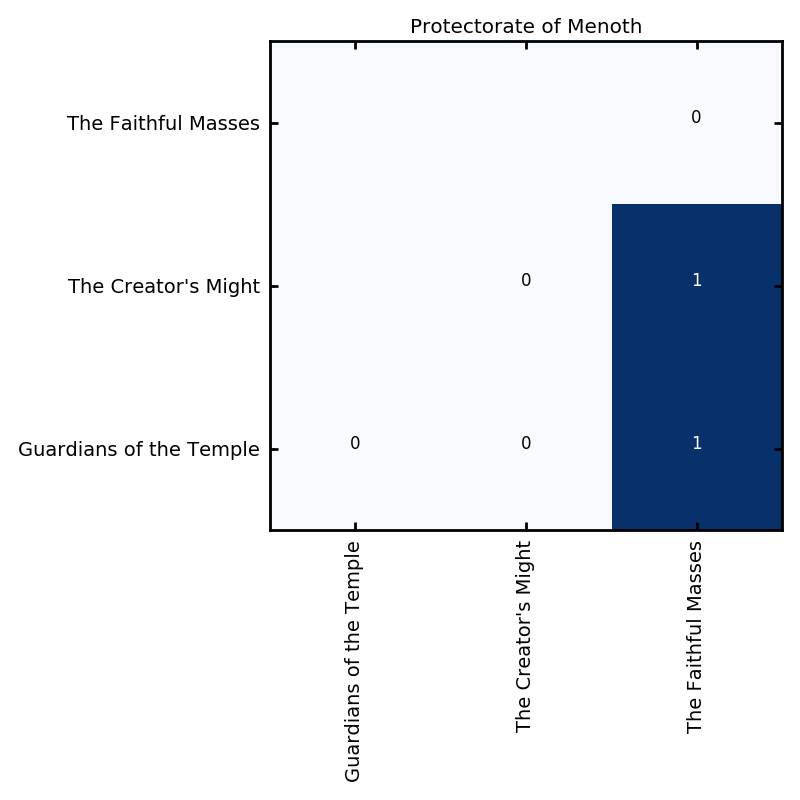 Protectorate of Menoth
The Faithful Masses
0
The Creator's Might
0 1
Guardians of the Temple
0 0 1
Guardians of the Temple
The Creator's Might
The Faithful Masses